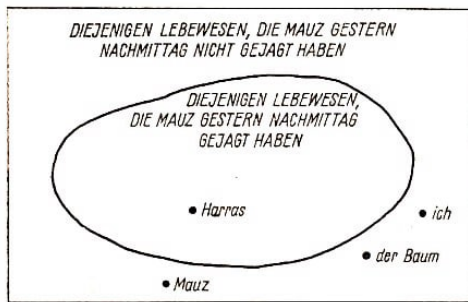 DIEJENIGEN LEBEWESEN, DIE MAUZ GESTERN
NACHMITTAG NICHT GEJAGT HABEN
DIEJENIGEN LEBEWESEN,
DIE MAUZ GESTERN NACHMITTAG
GEJAGT HABEN
Harras
ich
der Baum
Mauz